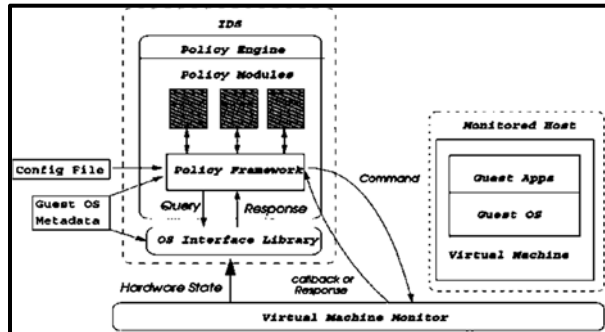 IDS
Policy Engine
Policy Modules
Monitored Host
Config File
Policy Framework
Command
Guest Apps
Guest OS
Metadata
Query
Response
Guest OS
OS Interface Library
Virtual Machine
Hardware State
callback or
Response
Virtual Machine Monitor